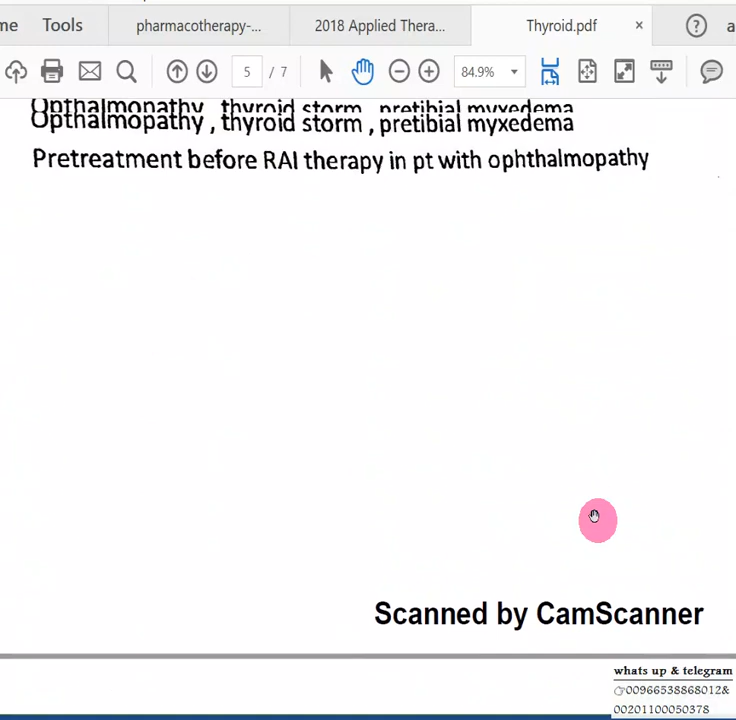 me Tools pharmacotherapy-... 2018 Applied Thera... Thyroid.pdf × ? a
5 / 7 84.9%
Opthalmopathy , thyroid storm , pretibial myxedema
Opthalmopathy , thyroid storm , pretibial myxedema
Pretreatment before RAI therapy in pt with ophthalmopathy
Scanned by CamScanner
whats up & telegram
00966538868012&
00201100050378